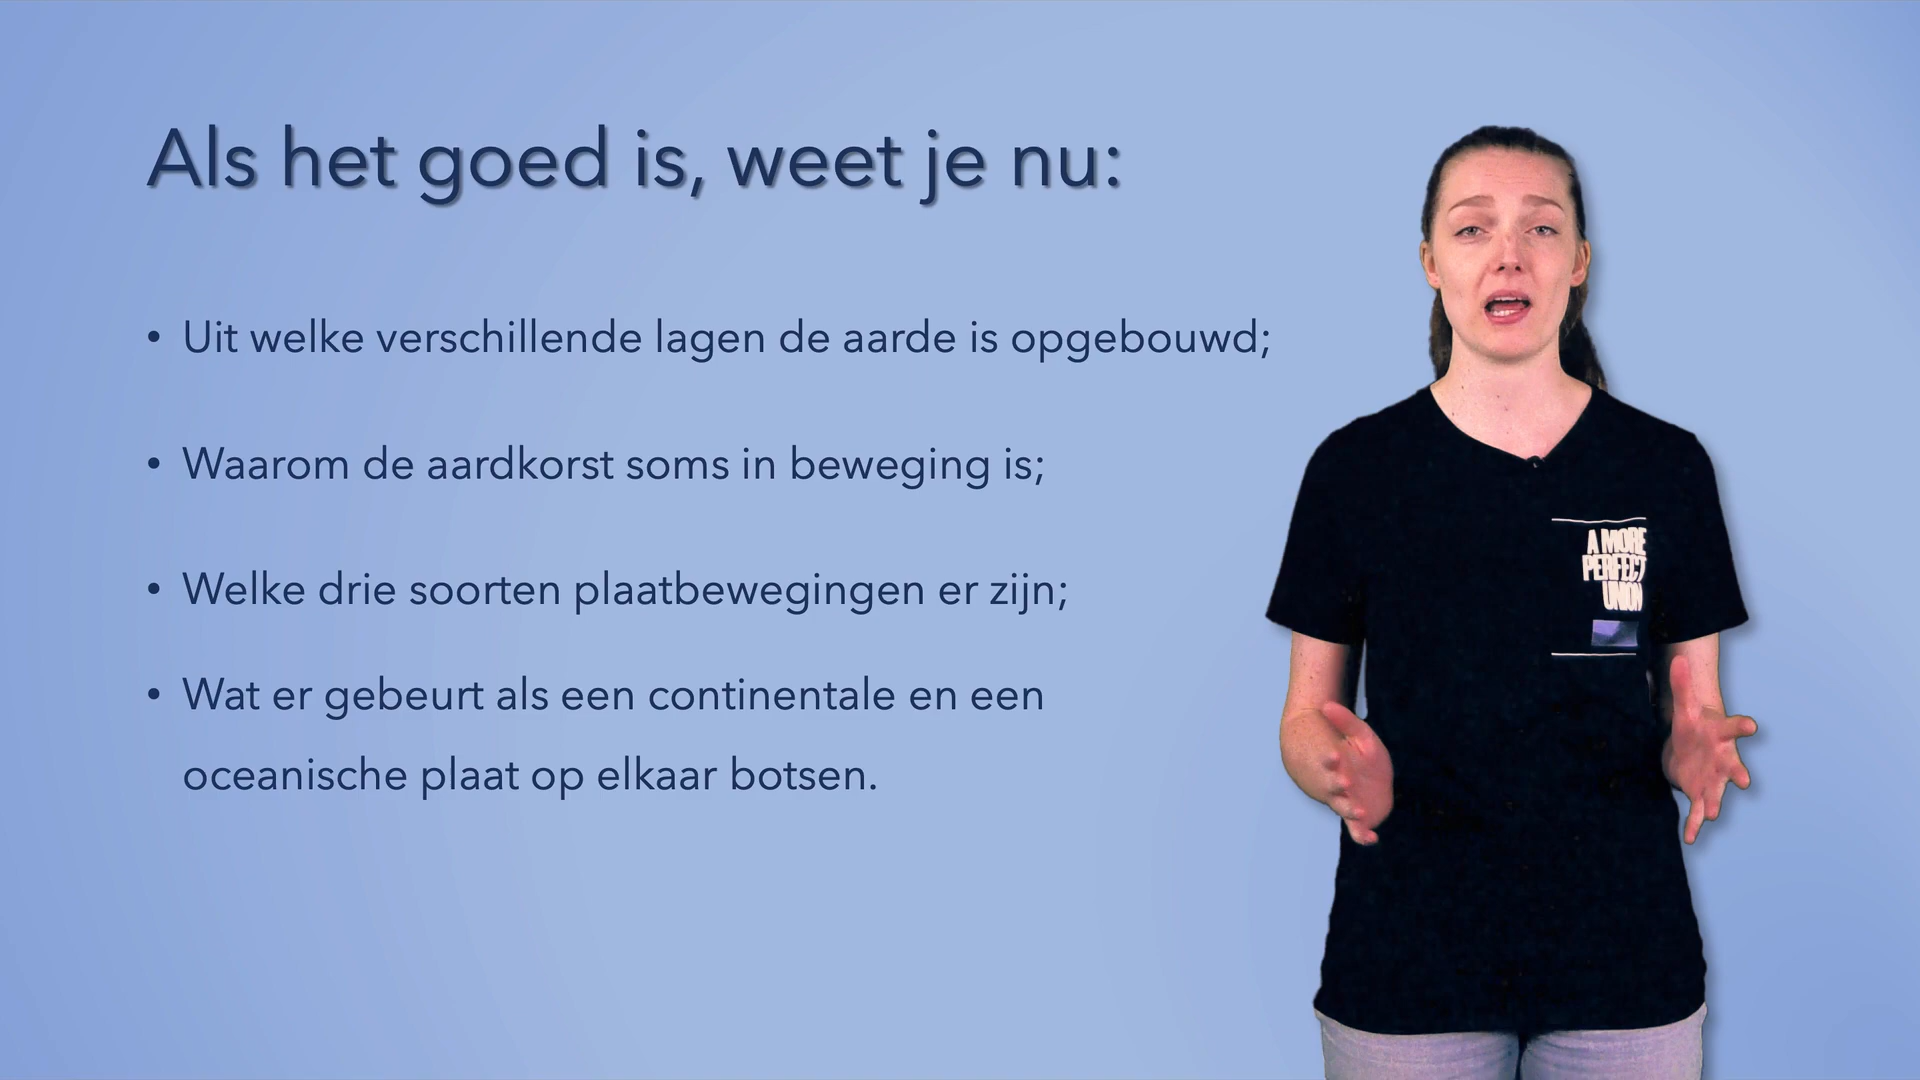 Als het goed is, weet je nu:
• Uit welke verschillende lagen de aarde is opgebouwd;
• Waarom de aardkorst soms in beweging is;
• Welke drie soorten plaatbewegingen er zijn;
• Wat er gebeurt als een continentale en een
oceanische plaat op elkaar botsen.
A MORE
PERFECT
UNION